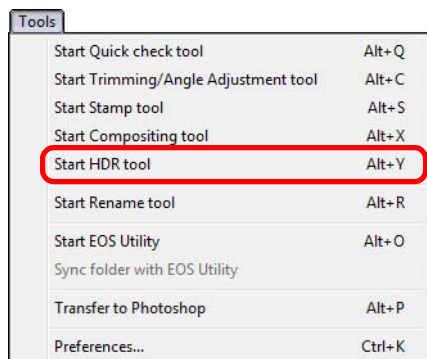 Tools
Start Quick check tool Alt+Q
Start Trimming/Angle Adjustment tool Alt+C
Start Stamp tool Alt+S
Start Compositing tool Alt+X
Start HDR tool Alt+Y
Start Rename tool Alt+R
Start EOS Utility Alt+O
Sync folder with EOS Utility
Transfer to Photoshop Alt+P
Preferences... Ctrl+K